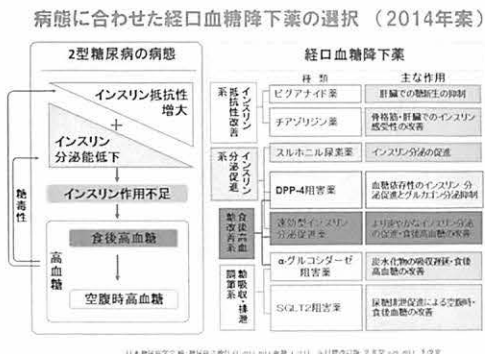 病態に合わせた経口血糖降下薬の選択 （2014年案）
2型糖尿病の病態
インスリン抵抗性
増大
＋
インスリン
分泌能低下
インスリン作用不足
食後高血糖
高血糖
空腹時高血糖
糖毒性
経口血糖降下薬
種類
主な作用
インスリン抵抗性改善系
ビグアナイド薬
肝臓での糖新生の抑制
チアゾリジン薬
骨格筋・肝臓でのインスリン
感受性の改善
インスリン分泌促進系
スルホニル尿素薬
インスリン分泌の促進
DPP-4阻害薬
血糖依存性のインスリン分
泌促進とグルカゴン分泌抑制
食後高血糖改善系
速効型インスリン
分泌促進薬
より速やかなインスリン分泌
の促進・食後高血糖の改善
α-グルコシダーゼ
阻害薬
炭水化物の吸収遅延・食後
高血糖の改善
糖吸収・排泄調節系
SGLT2阻害薬
尿糖排泄促進による空腹時・
食後高血糖の改善